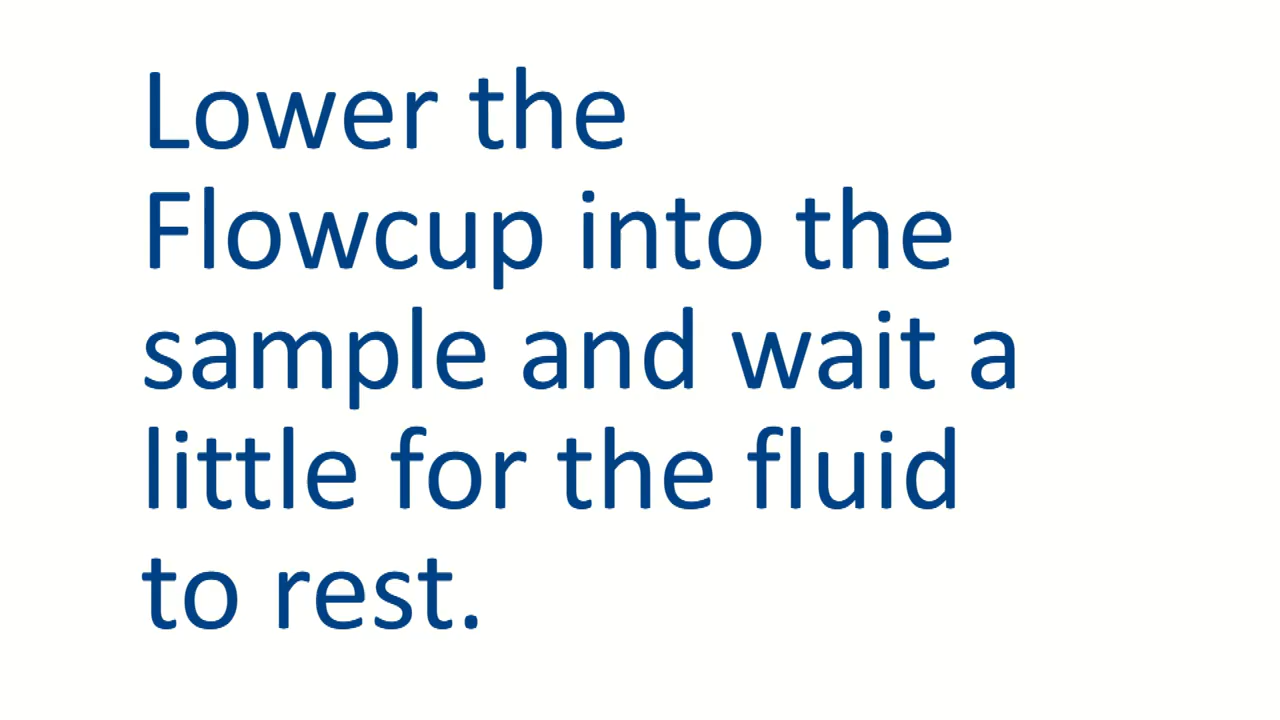 Lower the
Flowcup into the
sample and wait a
little for the fluid
to rest.